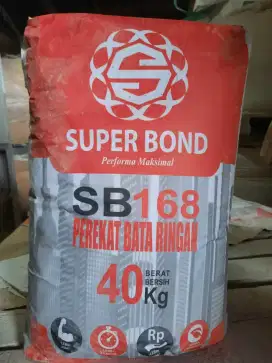 SUPER BOND
Performa Maksimal
SB168
PEREKAT BATA RINGAN
40 Kg
BERAT
BERSIH
Rp